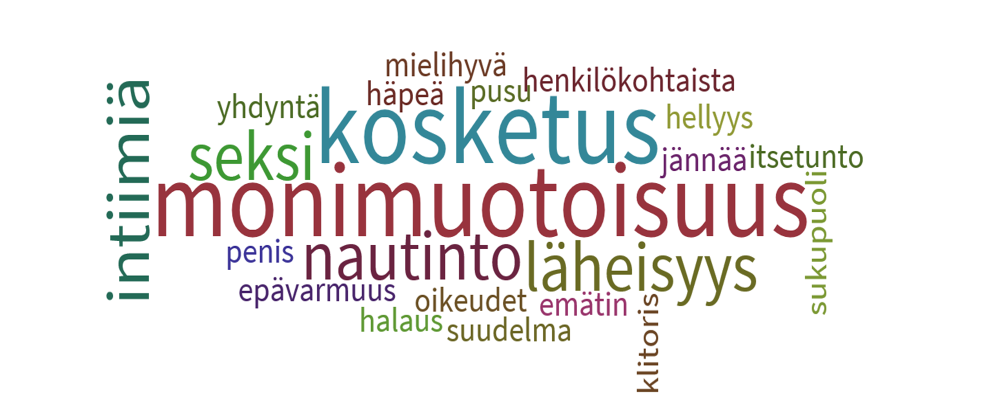 mielihyvä
henkilökohtaista
häpeä
pusu
yhdyntä
kosketus
hellyys
seksi
jännää
itsetunto
intiimiä
monimuotoisuus
sukupuoli
penis
nautinto
läheisyys
epävarmuus
oikeudet
emätin
halaus
suudelma
klitoris